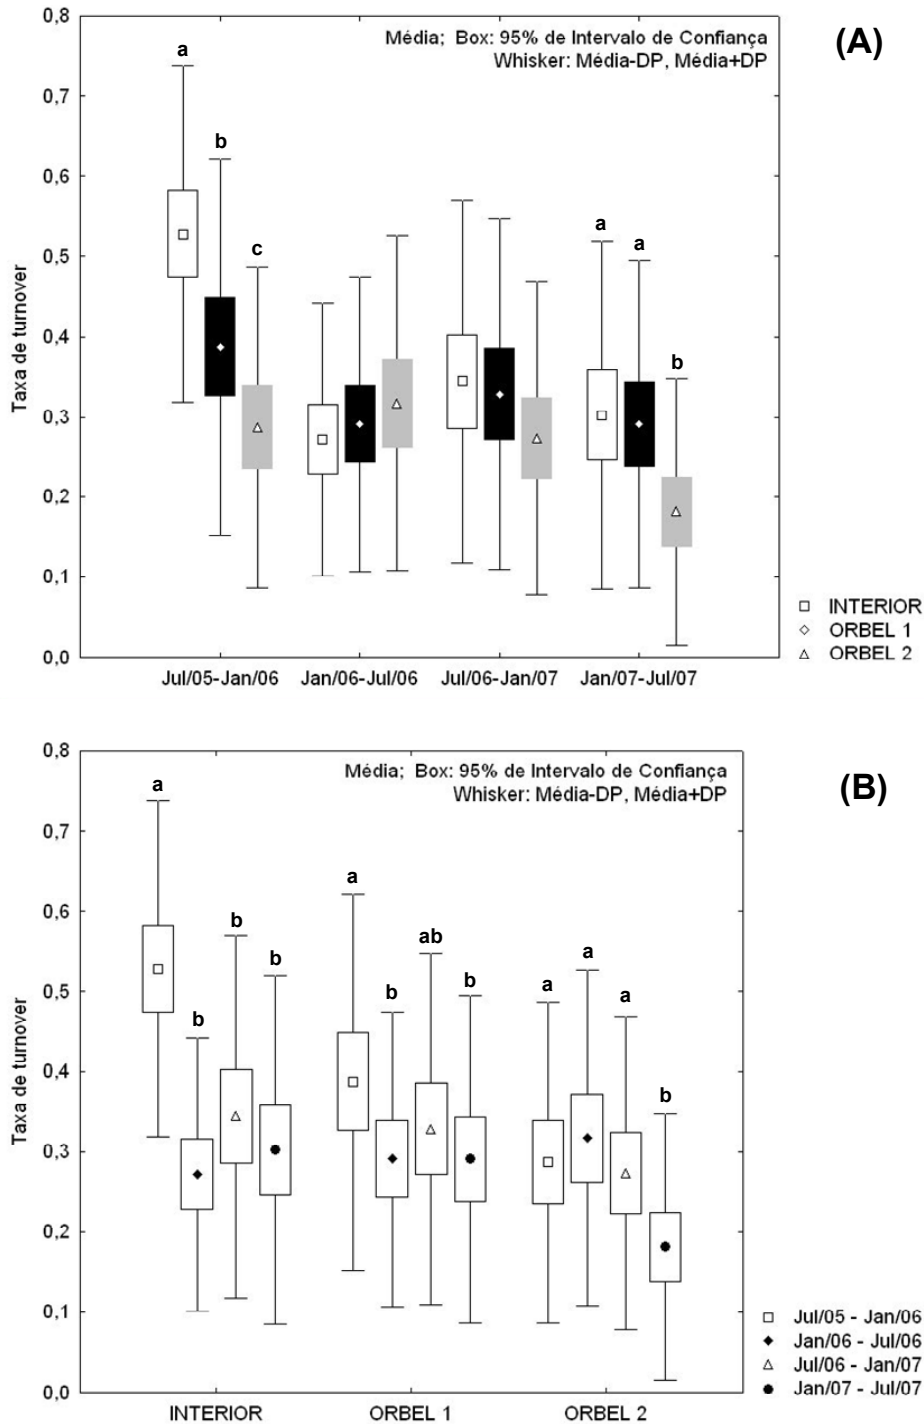 Média; Box: 95% de Intervalo de Confiança
Whisker: Média-DP, Média+DP
(A)
Taxa de turnover
0,8
0,7
0,6
0,5
0,4
0,3
0,2
0,1
0,0
a
b
c
a
a
b
Jul/05-Jan/06 Jan/06-Jul/06 Jul/06-Jan/07 Jan/07-Jul/07
INTERIOR
ORBEL 1
ORBEL 2
Média; Box: 95% de Intervalo de Confiança
Whisker: Média-DP, Média+DP
(B)
Taxa de turnover
0,8
0,7
0,6
0,5
0,4
0,3
0,2
0,1
0,0
a
b
b
b
a
b
ab
b
a
a
a
b
INTERIOR ORBEL 1 ORBEL 2
Jul/05 - Jan/06
Jan/06 - Jul/06
Jul/06 - Jan/07
Jan/07 - Jul/07